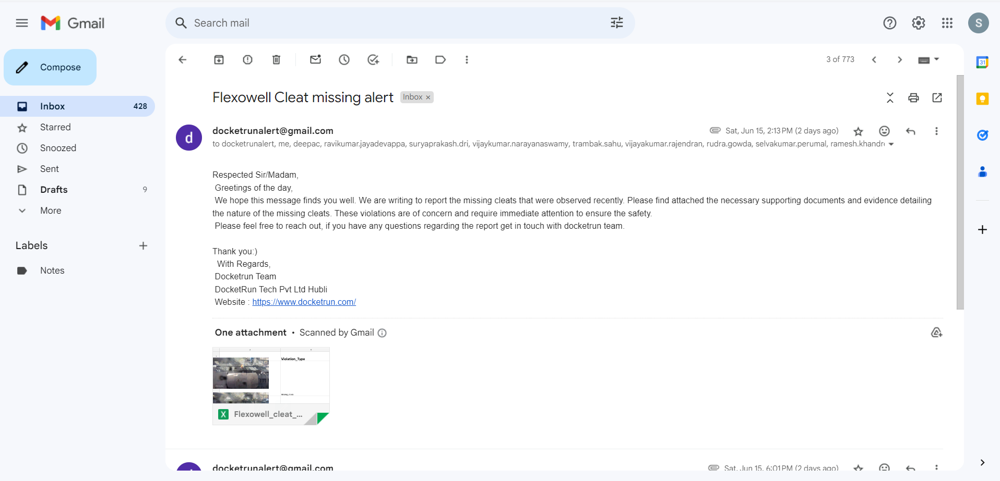 Gmail
Search mail
S
Compose
3 of 773
31
Flexowell Cleat missing alert
Inbox ×
Inbox 428
Starred
Snoozed
Sent
Drafts 9
More
Labels
Notes
d
docketrunalert@gmail.com
Sat, Jun 15, 2:13 PM (2 days ago)
to docketrunalert, me, deepac, ravikumar.jayadevappa, suryaprakash.dri, vijaykumar.narayanaswamy, trambak.sahu, vijayakumar.rajendran, rudra.gowda, selvakumar.perumal, ramesh.khandr
Respected Sir/Madam,
Greetings of the day,
We hope this message finds you well. We are writing to report the missing cleats that were observed recently. Please find attached the necessary supporting documents and evidence detailing
the nature of the missing cleats. These violations are of concern and require immediate attention to ensure the safety.
Please feel free to reach out, if you have any questions regarding the report get in touch with docketrun team.
Thank you:)
With Regards,
Docketrun Team
DocketRun Tech Pvt Ltd Hubli
Website : https://www.docketrun.com/
One attachment • Scanned by Gmail
Violation_Type
X Flexowell_cleat_...
docketrunalert@gmail.com
Sat, Jun 15, 6:01 PM (2 days ago)